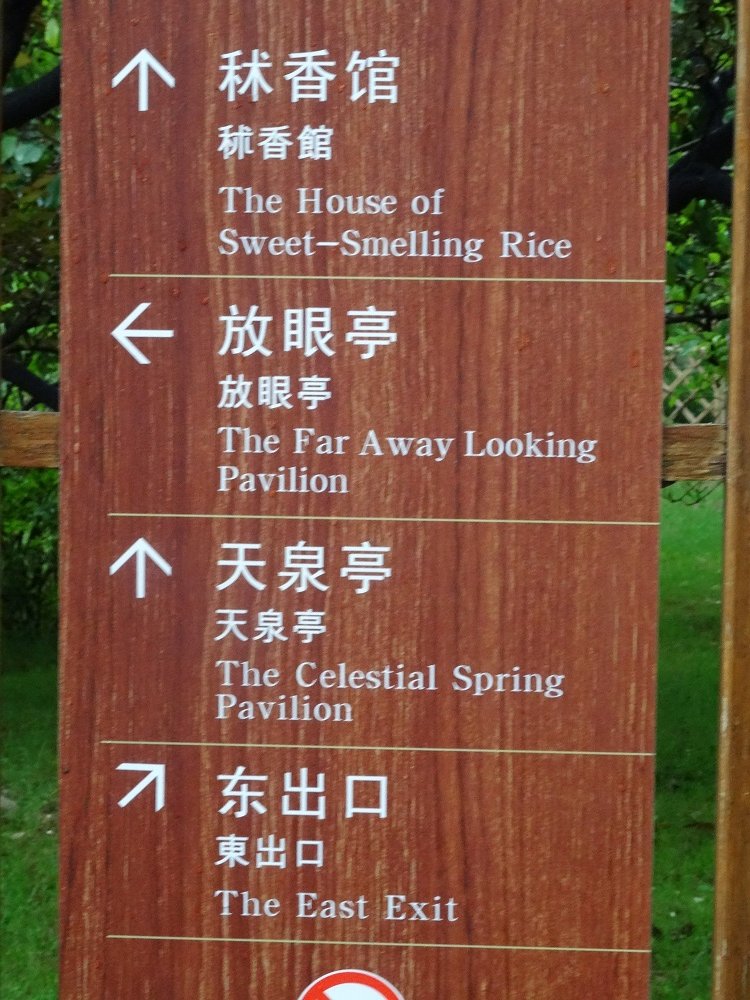 秫香馆
秫香館
The House of
Sweet-Smelling Rice
放眼亭
放眼亭
The Far Away Looking
Pavilion
天泉亭
天泉亭
The Celestial Spring
Pavilion
东出口
東出口
The East Exit